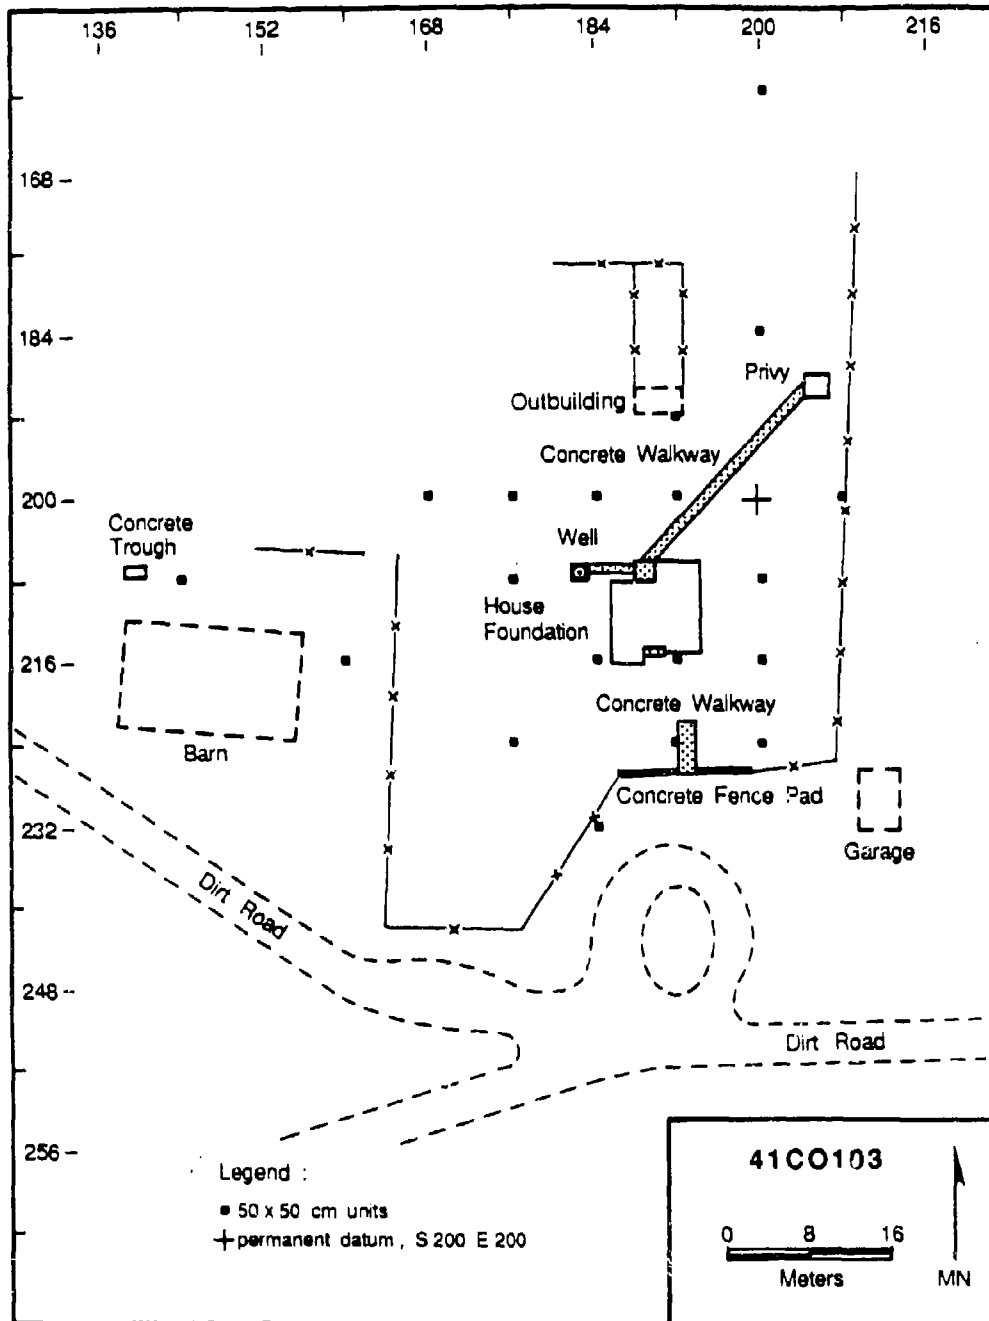 136 152 168 184 200 216
168
184
Privy
Outbuilding
Concrete Walkway
200
Concrete
Trough
Well
House
Foundation
216
Concrete Walkway
Barn
Concrete Fence Pad
232
Garage
Dirt Road
248
Dirt Road
256
Legend :
50 x 50 cm units
permanent datum , S 200 E 200
41CO103
0 8 16
Meters
MN